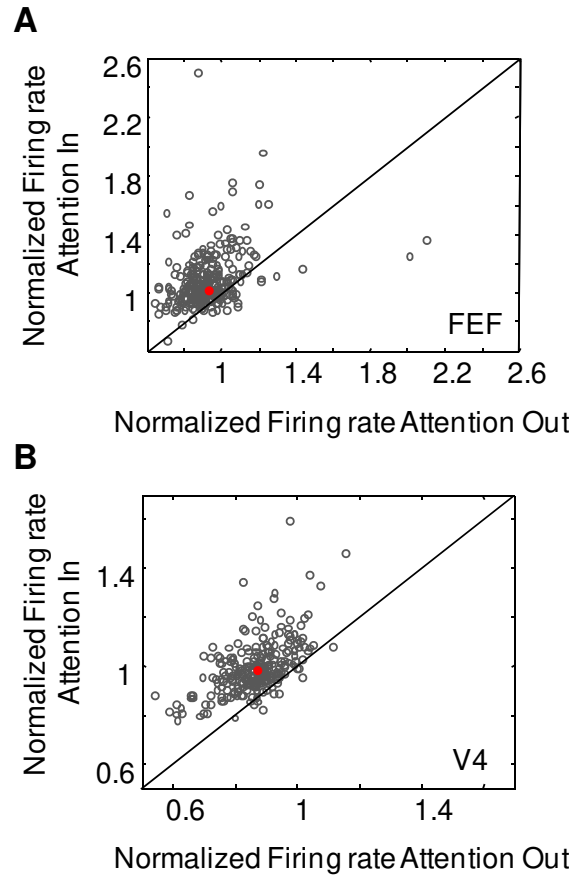 A
Normalized Firing rate
Attention In
2.6
2.2
1.8
1.4
1
FEF
1 1.4 1.8 2.2 2.6
Normalized Firing rate Attention Out
B
Normalized Firing rate
Attention In
1.4
1
0.6
V4
0.6 1 1.4
Normalized Firing rate Attention Out